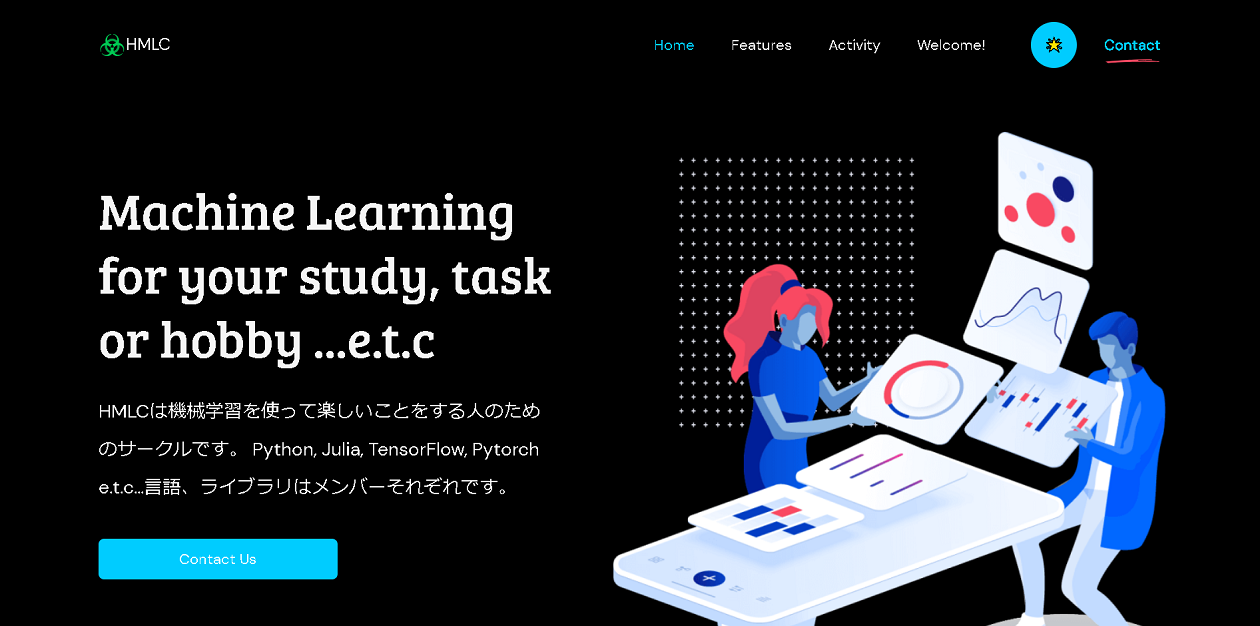 HMLC
Home Features Activity Welcome! Contact
Machine Learning
for your study, task
or hobby ...e.t.c
HMLCは機械学習を使って楽しいことをする人のため
のサークルです。 Python, Julia, TensorFlow, Pytorch
e.t.c...言語、ライブラリはメンバーそれぞれです。
Contact Us